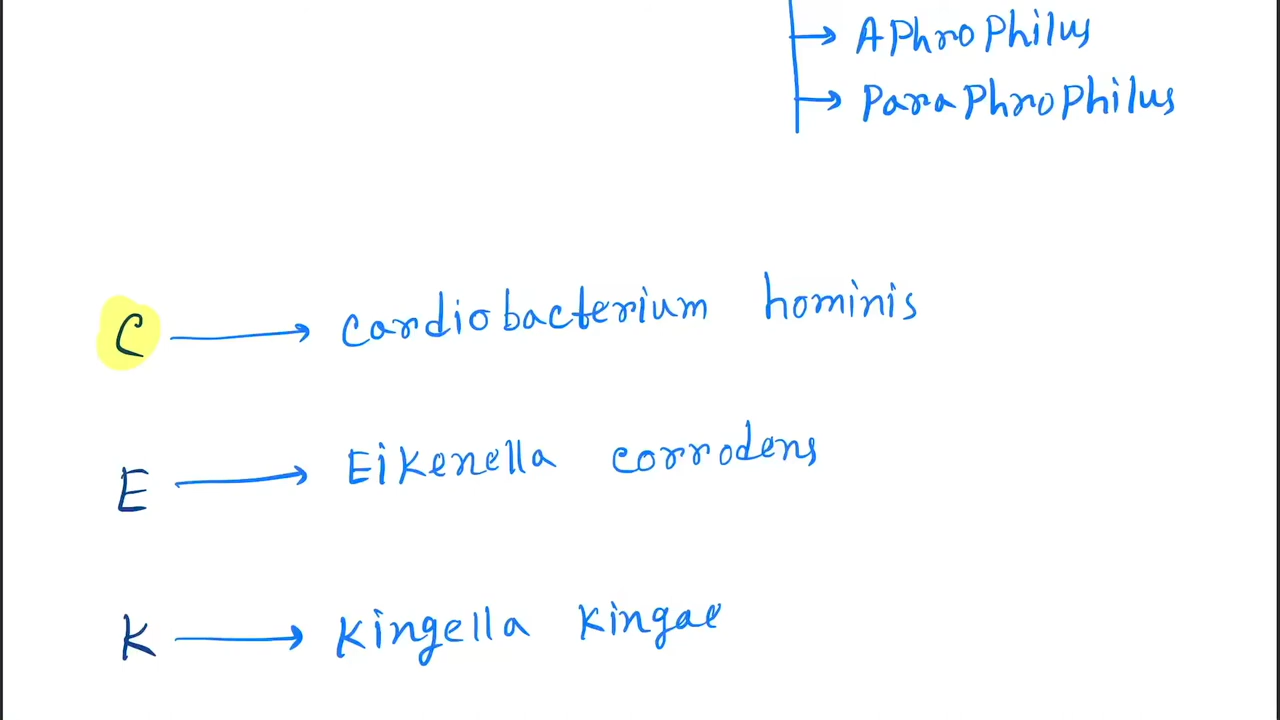 → APhroPhilus
→ ParaPhroPhilus
C → Cardiobacterium hominis
E → Eikenella corrodens
K → Kingella Kingae